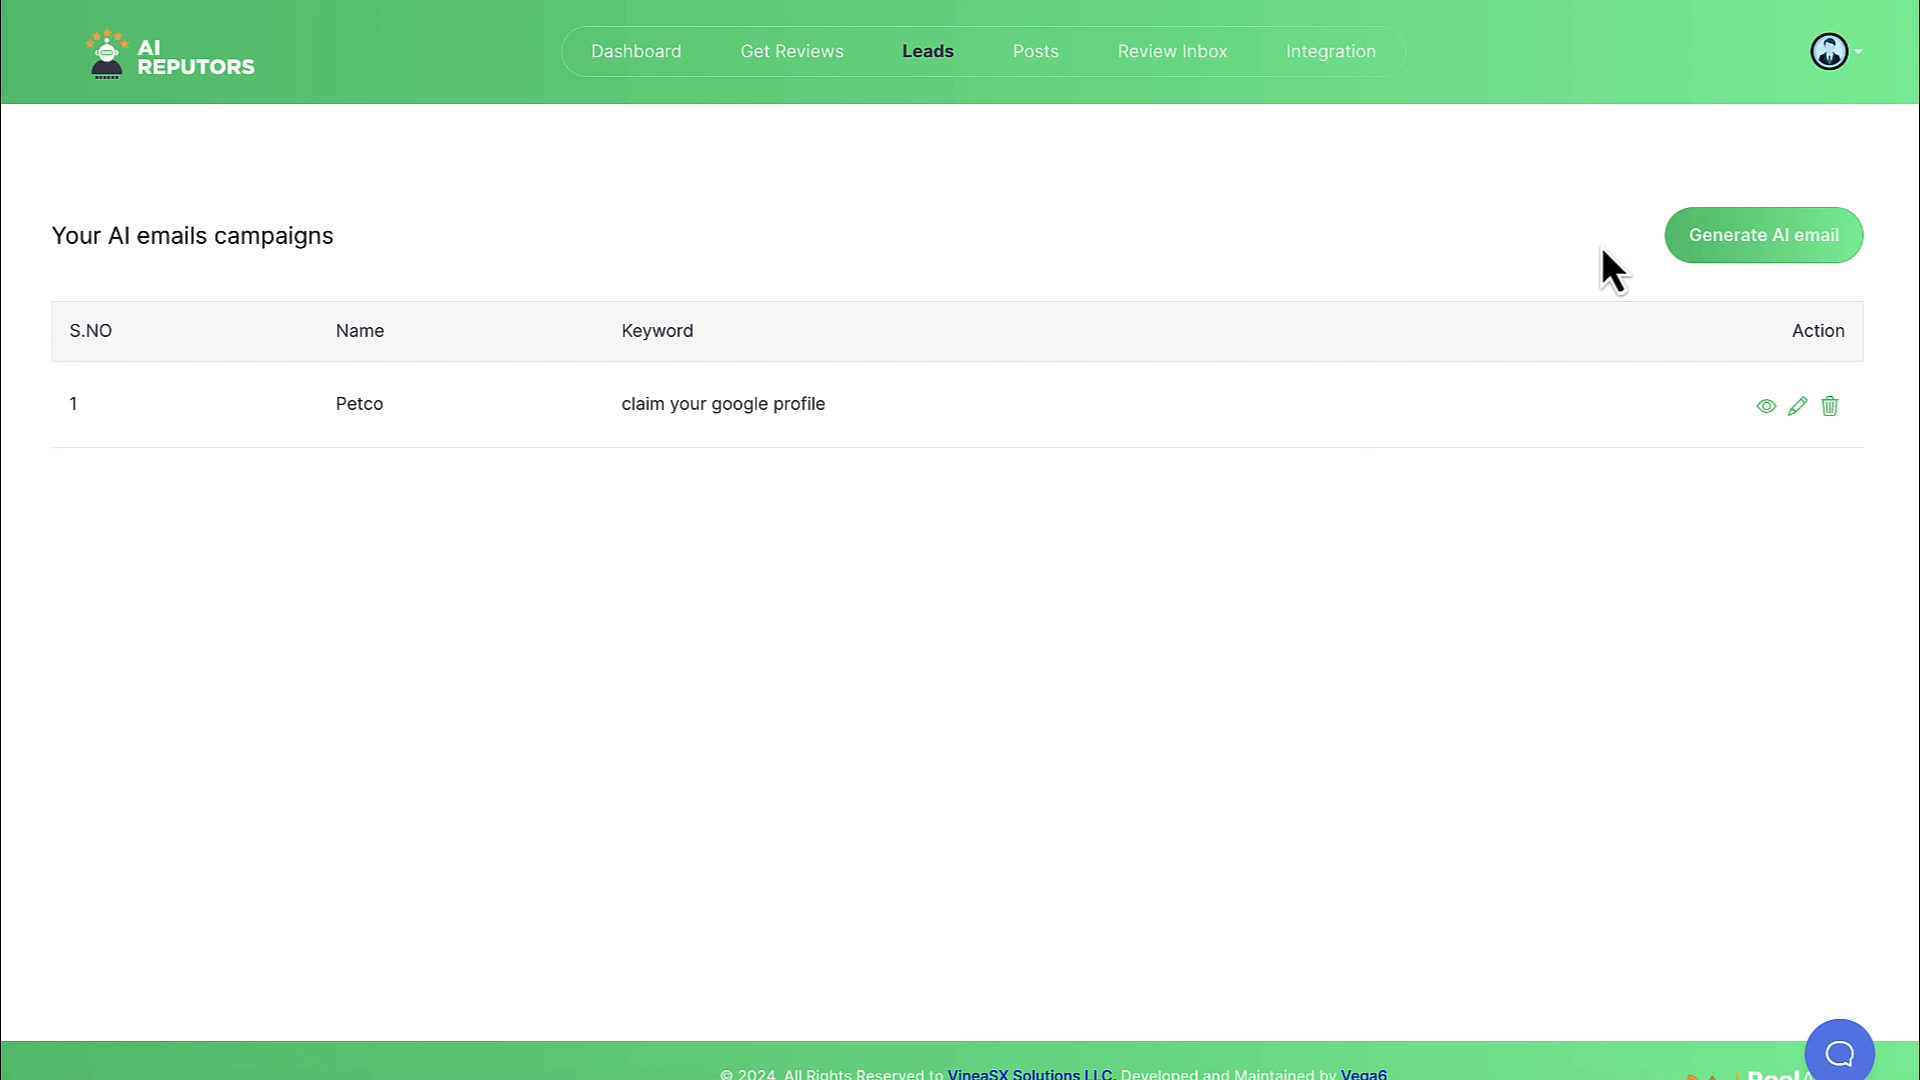 AI
REPUTORS
Dashboard
Get Reviews
Leads
Posts
Review Inbox
Integration
Your AI emails campaigns
Generate AI email
S.NO
Name
Keyword
Action
1
Petco
claim your google profile
© 2024. All Rights Reserved to VineaSX Solutions LLC. Developed and Maintained by Vega6